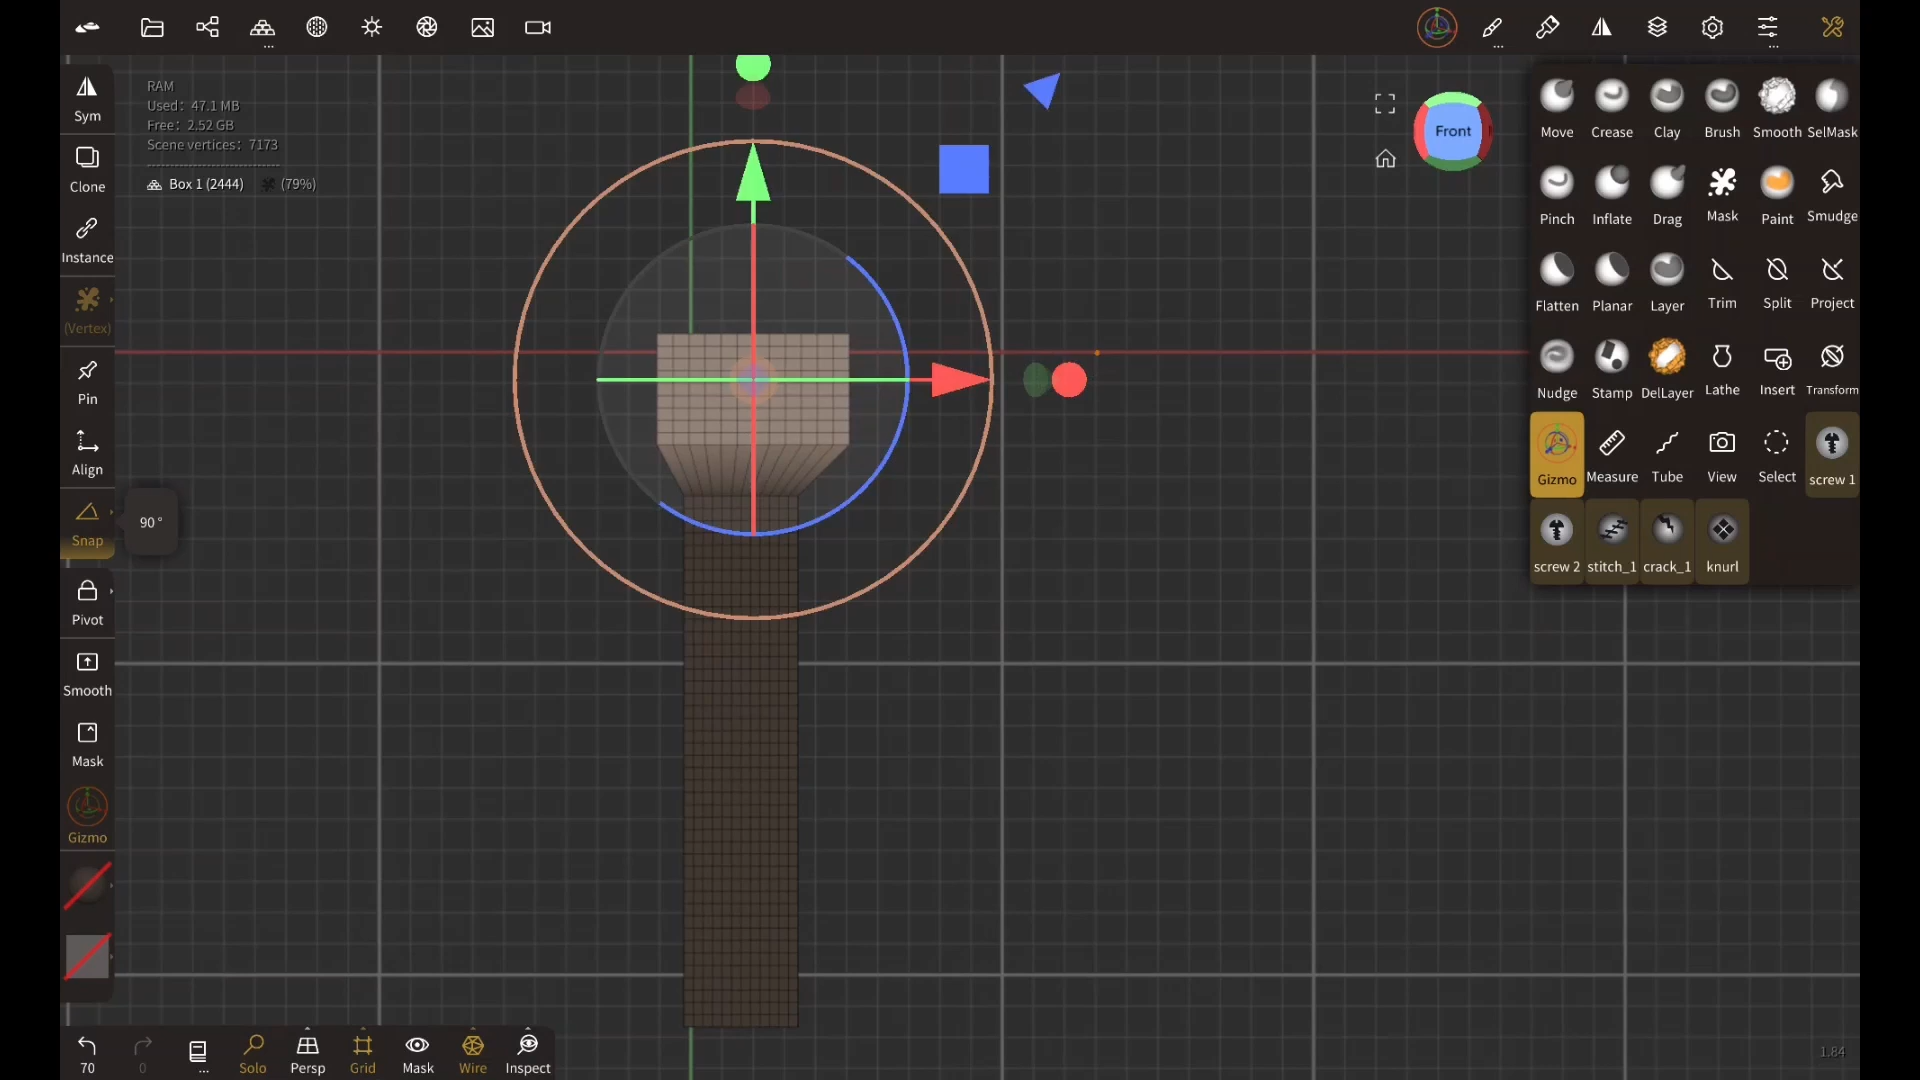 Sym
Clone
Instance
(Vertex)
Pin
Align
Snap
90 °
Pivot
Smooth
Mask
Gizmo
RAM
Used: 47.1 MB
Free: 2.52 GB
Scene vertices: 7173
Box 1 (2444) (79%)
Front
Move Crease Clay Brush Smooth SelMask
Pinch Inflate Drag Mask Paint Smudge
Flatten Planar Layer Trim Split Project
Nudge Stamp DelLayer Lathe Insert Transform
Gizmo Measure Tube View Select screw 1
screw 2 stitch_1 crack_1 knurl
70 0 ... Solo Persp Grid Mask Wire Inspect
1.84